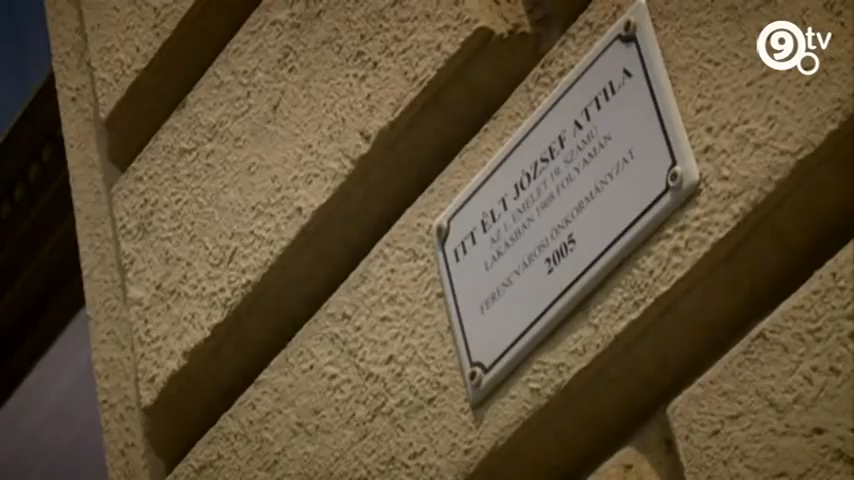 9tv
ITT ÉLT JÓZSEF ATTILA
AZ I. EMELET 19. SZÁMÚ
LAKÁSBAN 1908 FOLYAMÁN
FERENCVÁROSI ÖNKORMÁNYZAT
2005